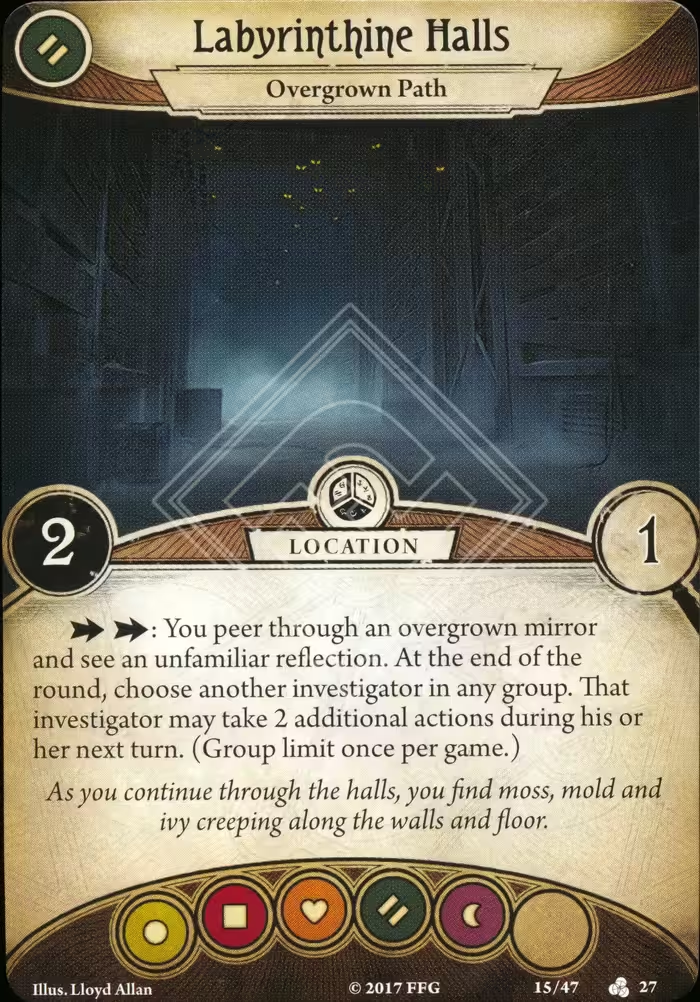 Labyrinthine Halls
Overgrown Path
2
LOCATION
1
: You peer through an overgrown mirror
and see an unfamiliar reflection. At the end of the
round, choose another investigator in any group. That
investigator may take 2 additional actions during his or
her next turn. (Group limit once per game.)
As you continue through the halls, you find moss, mold and
ivy creeping along the walls and floor.
Illus. Lloyd Allan © 2017 FFG 15/47 27